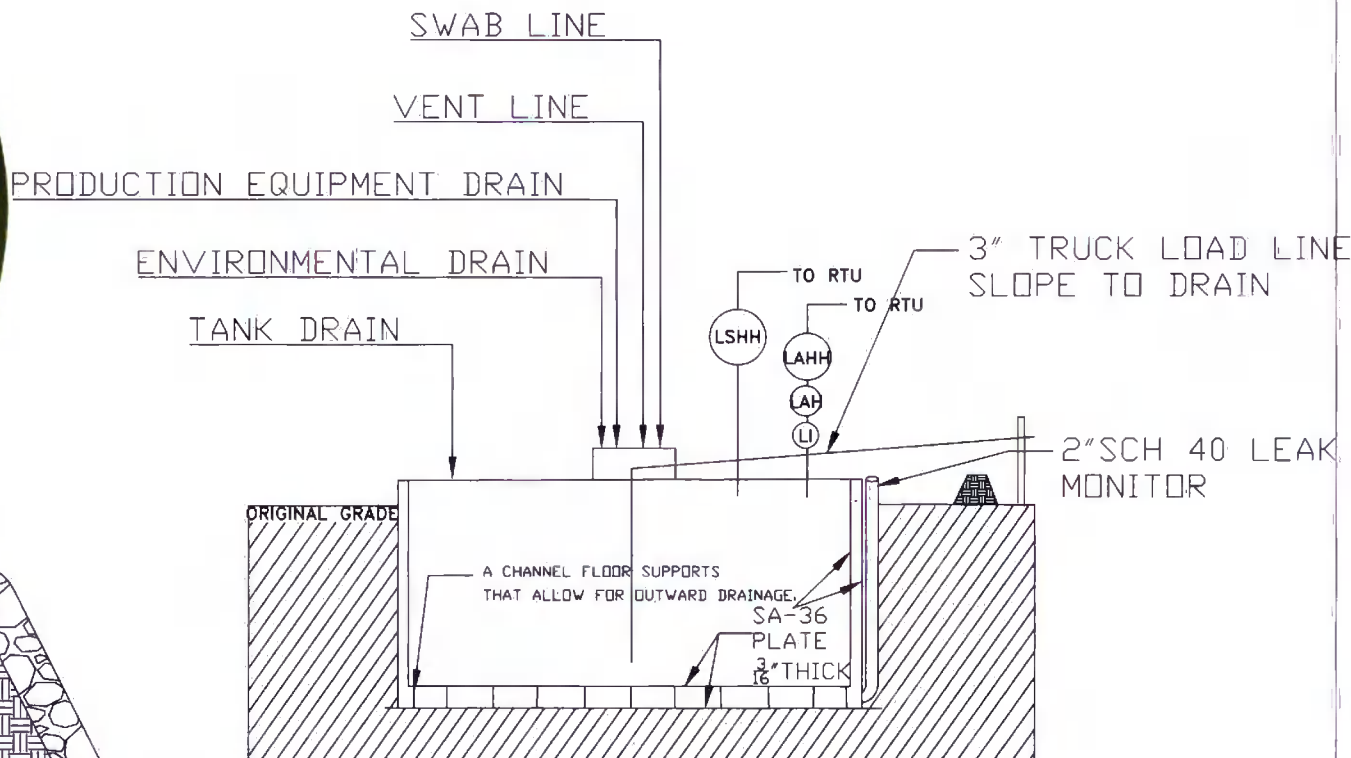 SWAB LINE
VENT LINE
PRODUCTION EQUIPMENT DRAIN
ENVIRONMENTAL DRAIN
TANK DRAIN
TO RTU
TO RTU
3" TRUCK LOAD LINE
SLOPE TO DRAIN
LSHH
LAHH
LAH
LI
2"SCH 40 LEAK
MONITOR
ORIGINAL GRADE
A CHANNEL FLOOR SUPPORTS
THAT ALLOW FOR OUTWARD DRAINAGE.
SA-36
PLATE
3/16"THICK